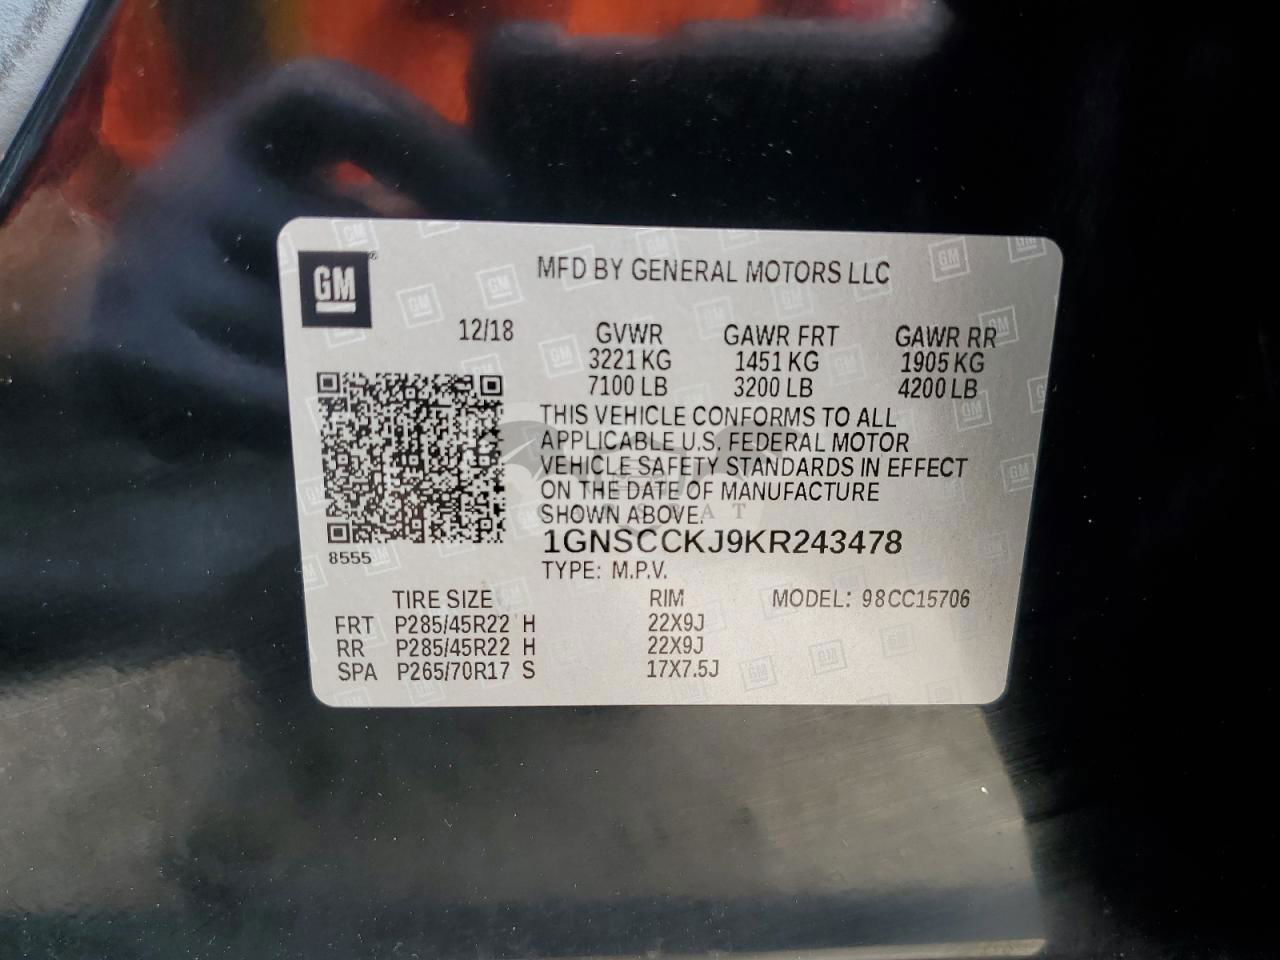 GM
MFD BY GENERAL MOTORS LLC
12/18 GVWR GAWR FRT GAWR RR
3221 KG 1451 KG 1905 KG
7100 LB 3200 LB 4200 LB
THIS VEHICLE CONFORMS TO ALL
APPLICABLE U.S. FEDERAL MOTOR
VEHICLE SAFETY STANDARDS IN EFFECT
ON THE DATE OF MANUFACTURE
SHOWN ABOVE.
8555
1GNSCCKJ9KR243478
TYPE: M.P.V.
TIRE SIZE RIM MODEL: 98CC15706
FRT P285/45R22 H 22X9J
RR P285/45R22 H 22X9J
SPA P265/70R17 S 17X7.5J